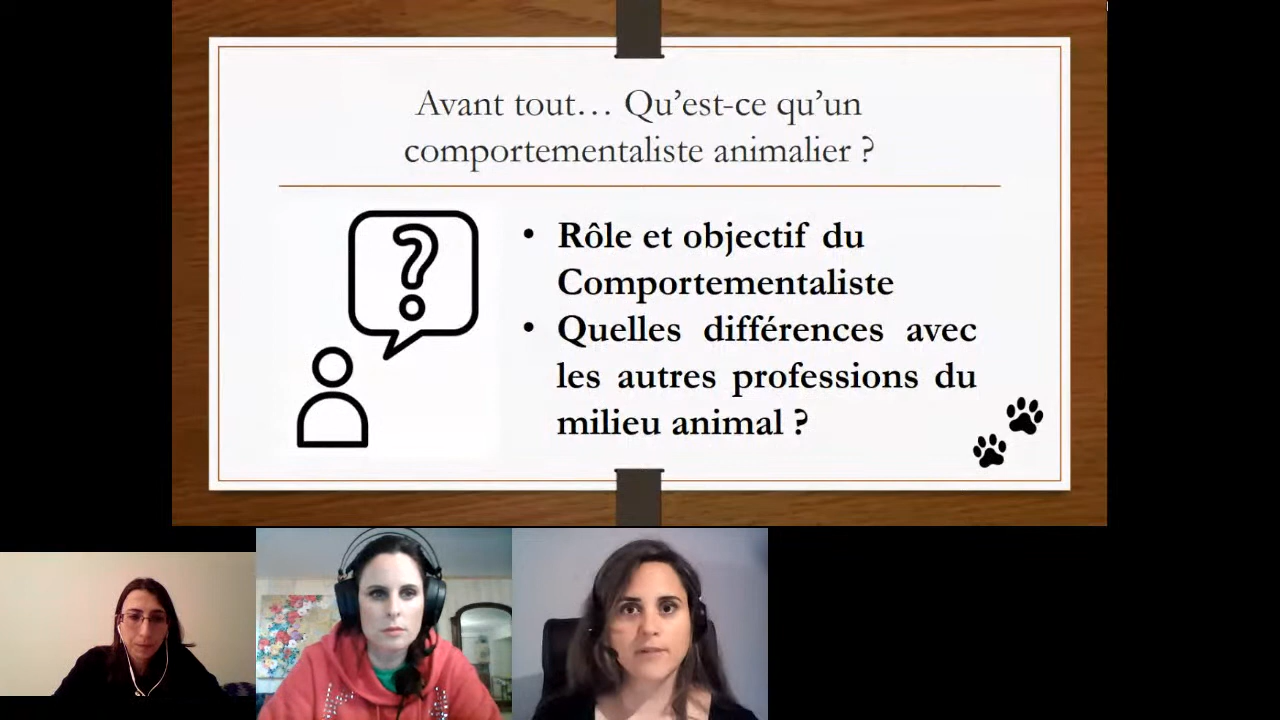 Avant tout… Qu’est-ce qu’un
comportementaliste animalier ?
?
• Rôle et objectif du
Comportementaliste
• Quelles différences avec
les autres professions du
milieu animal ?